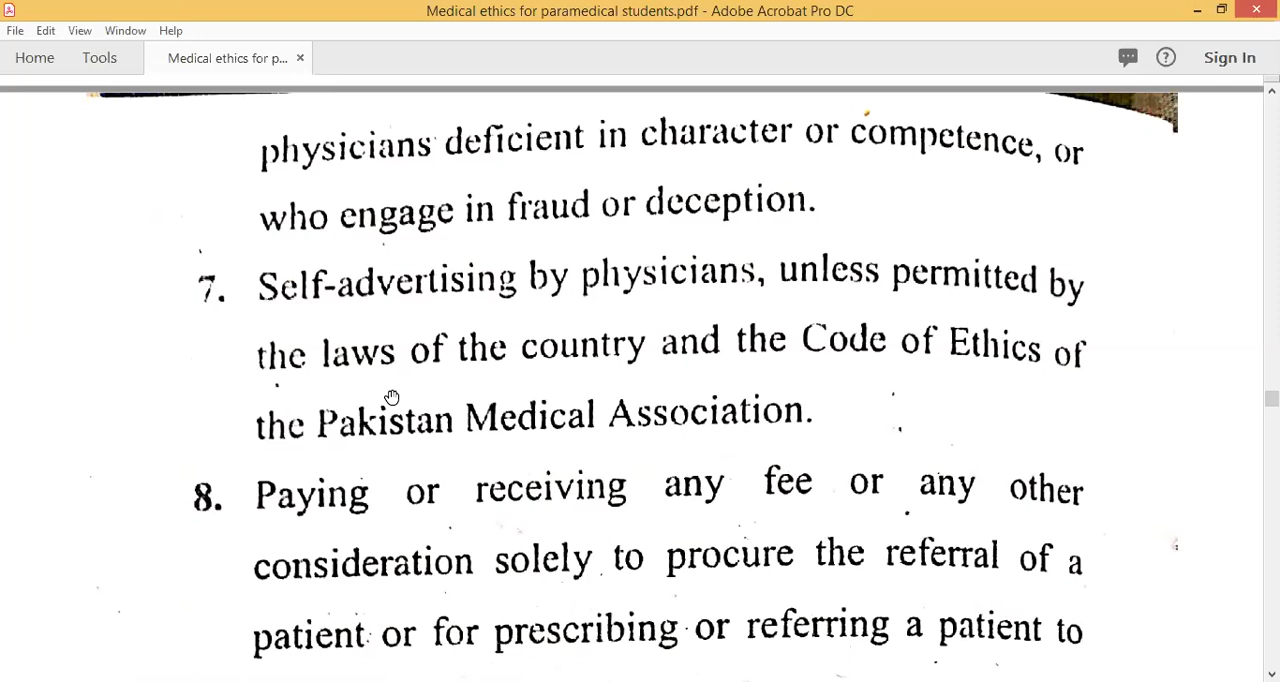 Medical ethics for paramedical students.pdf - Adobe Acrobat Pro DC
File Edit View Window Help
Home Tools Medical ethics for p... × Sign In
physicians deficient in character or competence, or
who engage in fraud or deception.
7. Self-advertising by physicians, unless permitted by
the laws of the country and the Code of Ethics of
the Pakistan Medical Association.
8. Paying or receiving any fee or any other
consideration solely to procure the referral of a
patient or for prescribing or referring a patient to